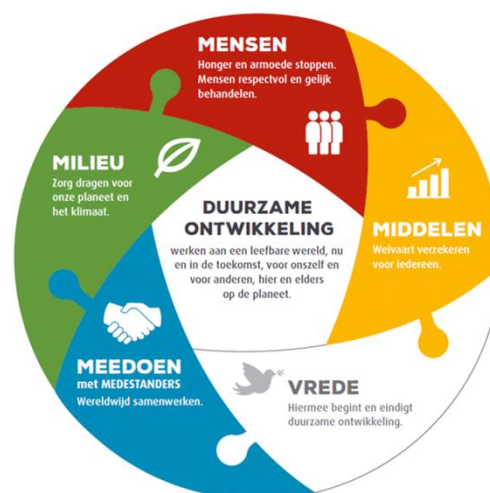 MENSEN
Honger en armoede stoppen.
Mensen respectvol en gelijk
behandelen.
MILIEU
Zorg dragen voor
onze planeet en
het klimaat.
DUURZAME
ONTWIKKELING
werken aan een leefbare wereld, nu
en in de toekomst, voor onszelf en
voor anderen, hier en elders
op de planeet.
MIDDELEN
Welvaart verzekeren
voor iedereen.
MEEDOEN
met MEDESTANDERS
Wereldwijd samenwerken.
VREDE
Hiermee begint en eindigt
duurzame ontwikkeling.